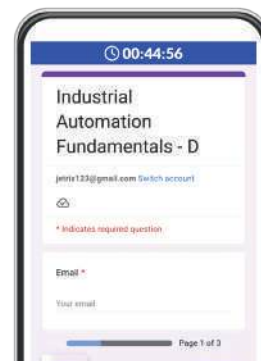 00:44:56
Industrial
Automation
Fundamentals - D
jetris123@gmail.com Switch account
* Indicates required question
Email *
Your email
Page 1 of 3